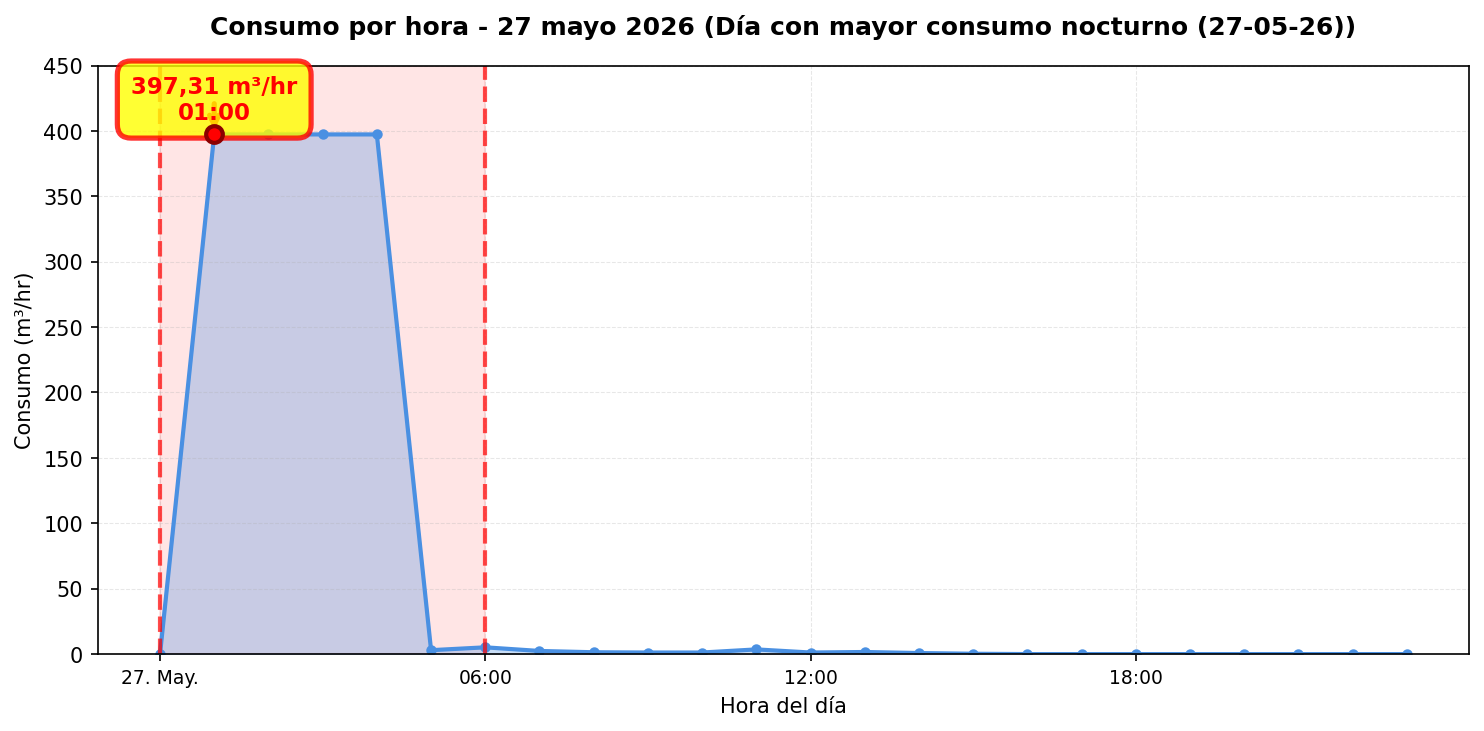 Consumo por hora - 27 mayo 2026 (Día con mayor consumo nocturno (27-05-26))
397,31 m³/hr
01:00
450
400
350
300
250
200
150
100
50
0
Consumo (m³/hr)
27. May.
06:00
12:00
18:00
Hora del día